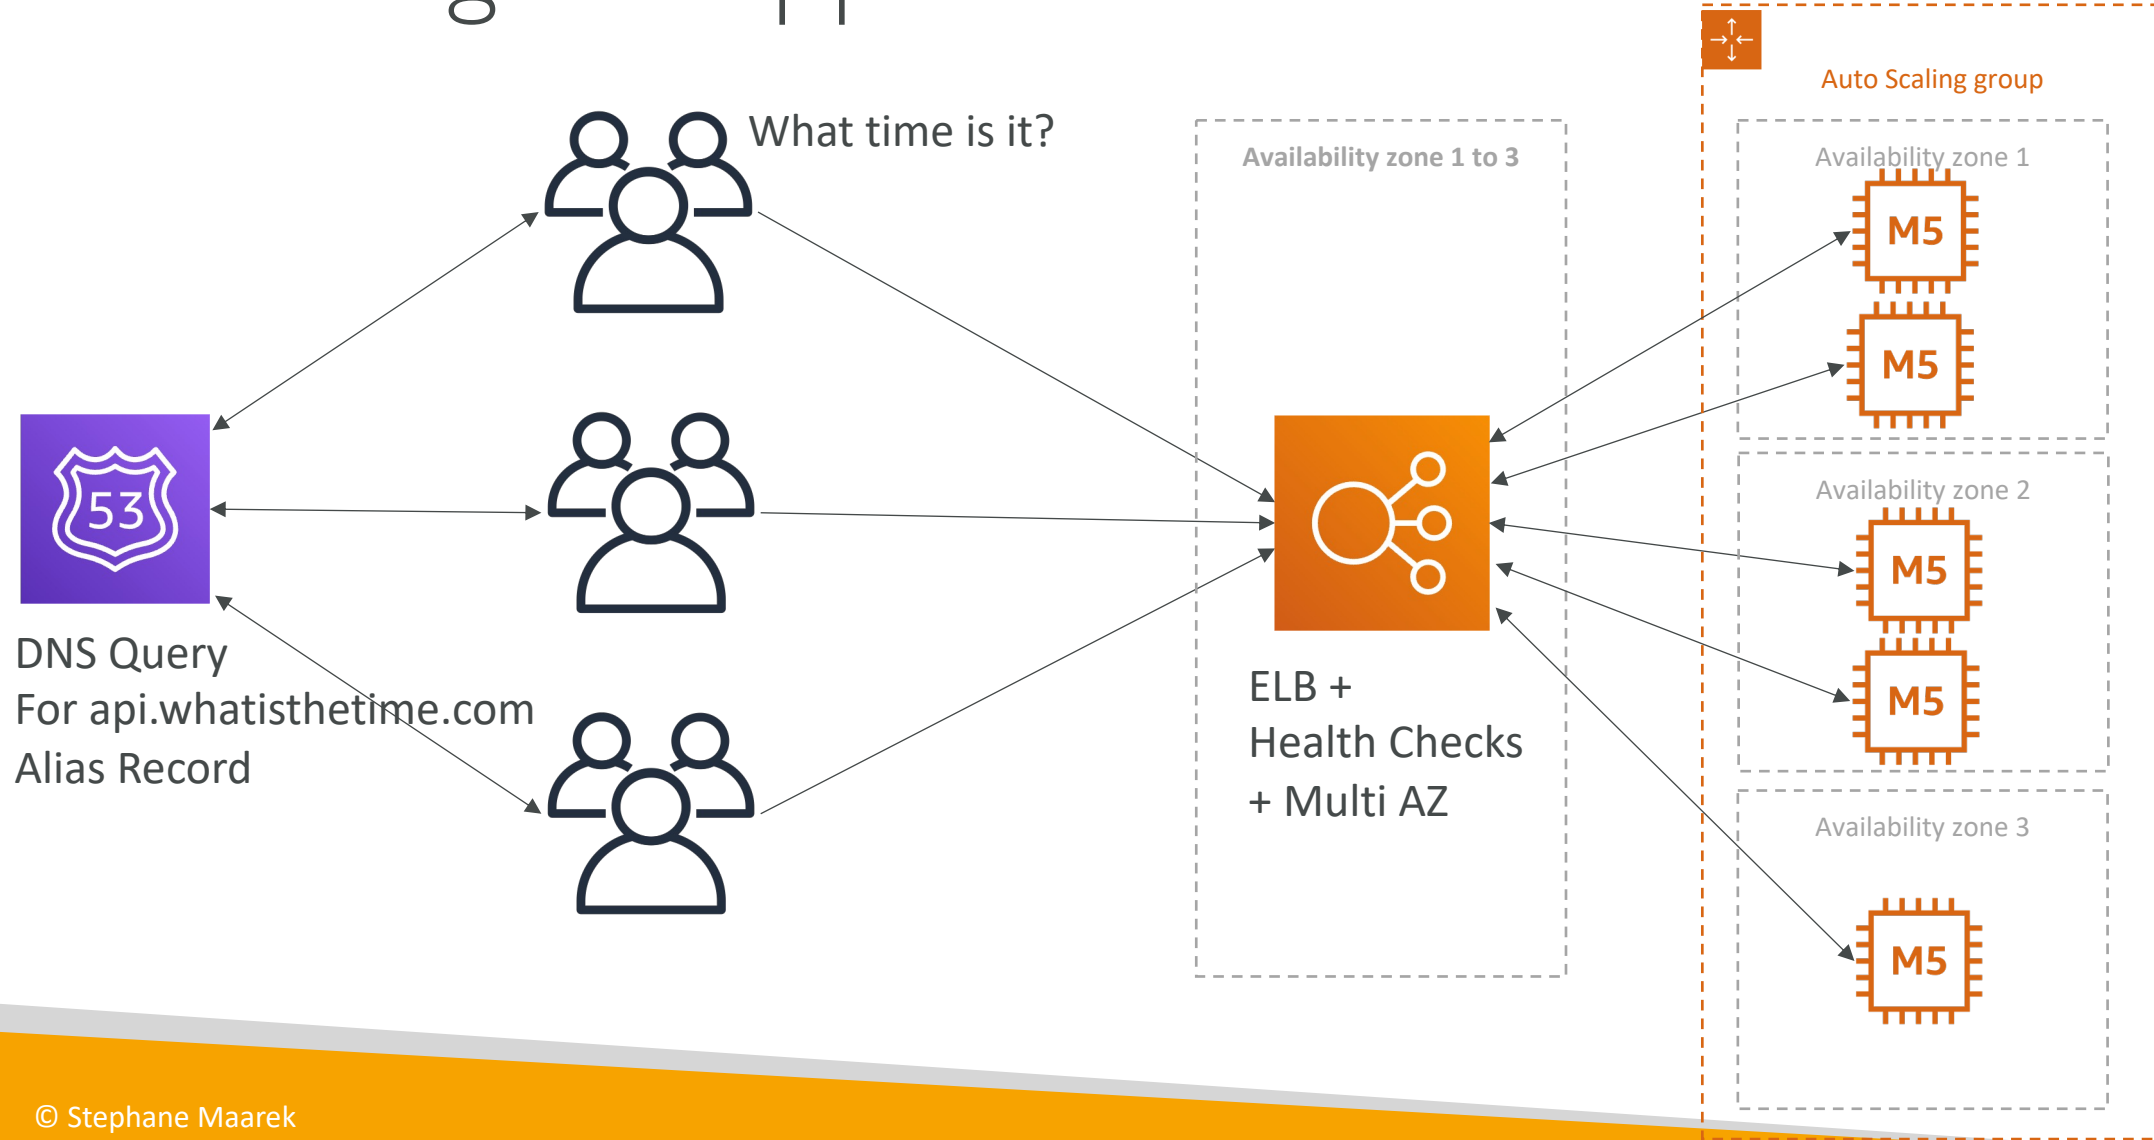 What time is it?
53
DNS Query
For api.whatisthetime.com
Alias Record
Availability zone 1 to 3
ELB +
Health Checks
+ Multi AZ
Auto Scaling group
Availability zone 1
M5
M5
Availability zone 2
M5
M5
Availability zone 3
M5
© Stephane Maarek